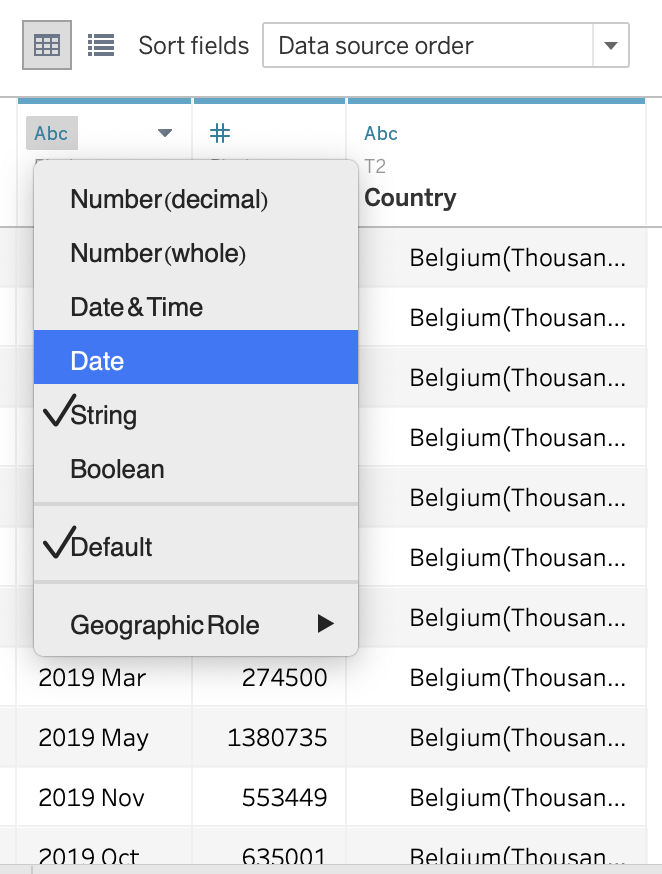 Sort fields
Data source order
Abc
#
Abc
T2
Country
Number (decimal)
Number (whole)
Date & Time
Date
String
Boolean
Default
Geographic Role
Belgium(Thousan...
Belgium(Thousan...
Belgium(Thousan...
Belgium(Thousan...
Belgium(Thousan...
Belgium(Thousan...
Belgium(Thousan...
2019 Mar 274500 Belgium(Thousan...
2019 May 1380735 Belgium(Thousan...
2019 Nov 553449 Belgium(Thousan...
2019 Oct 635001 Belgium(Thousan...